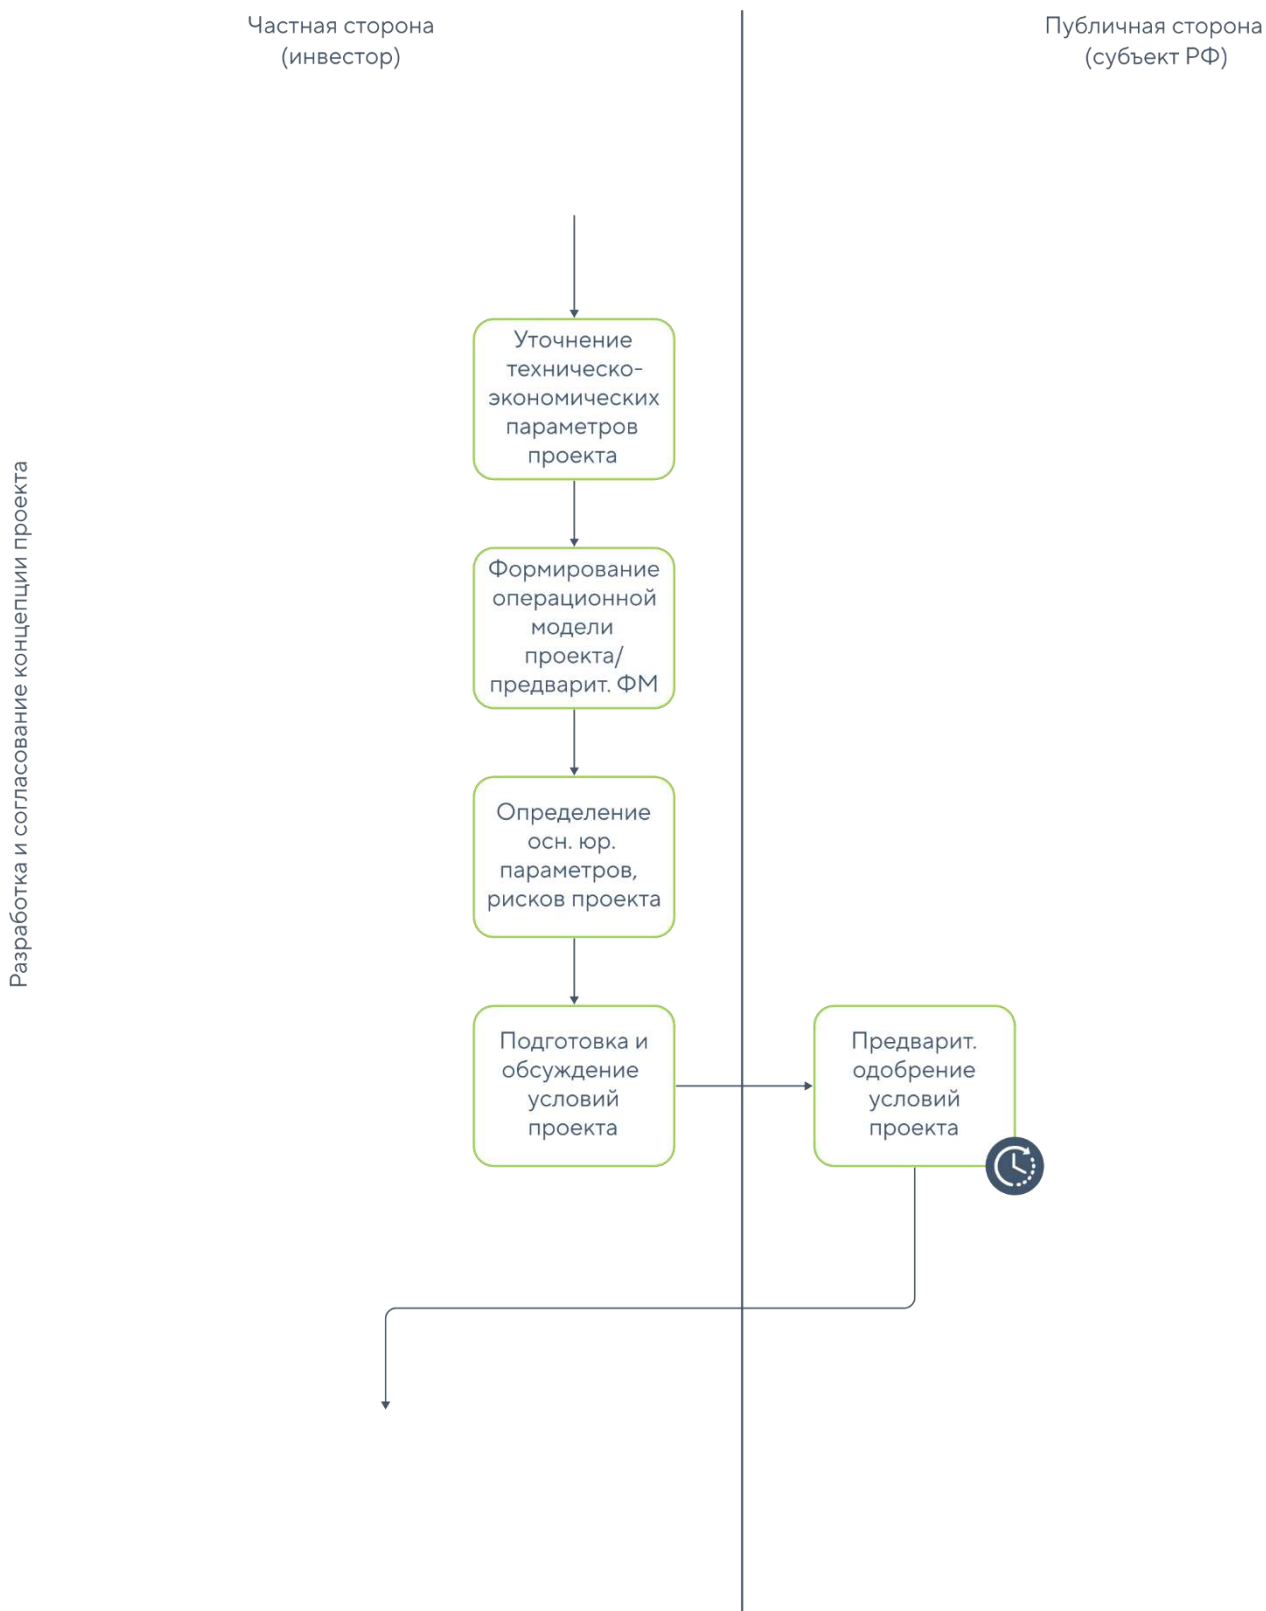 Частная сторона
(инвестор)
Публичная сторона
(субъект РФ)
Разработка и согласование концепции проекта
Уточнение
техническо-
экономических
параметров
проекта
Формирование
операционной
модели
проекта/
предварит. ФМ
Определение
осн. юр.
параметров,
рисков проекта
Подготовка и
обсуждение
условий
проекта
Предварит.
одобрение
условий
проекта